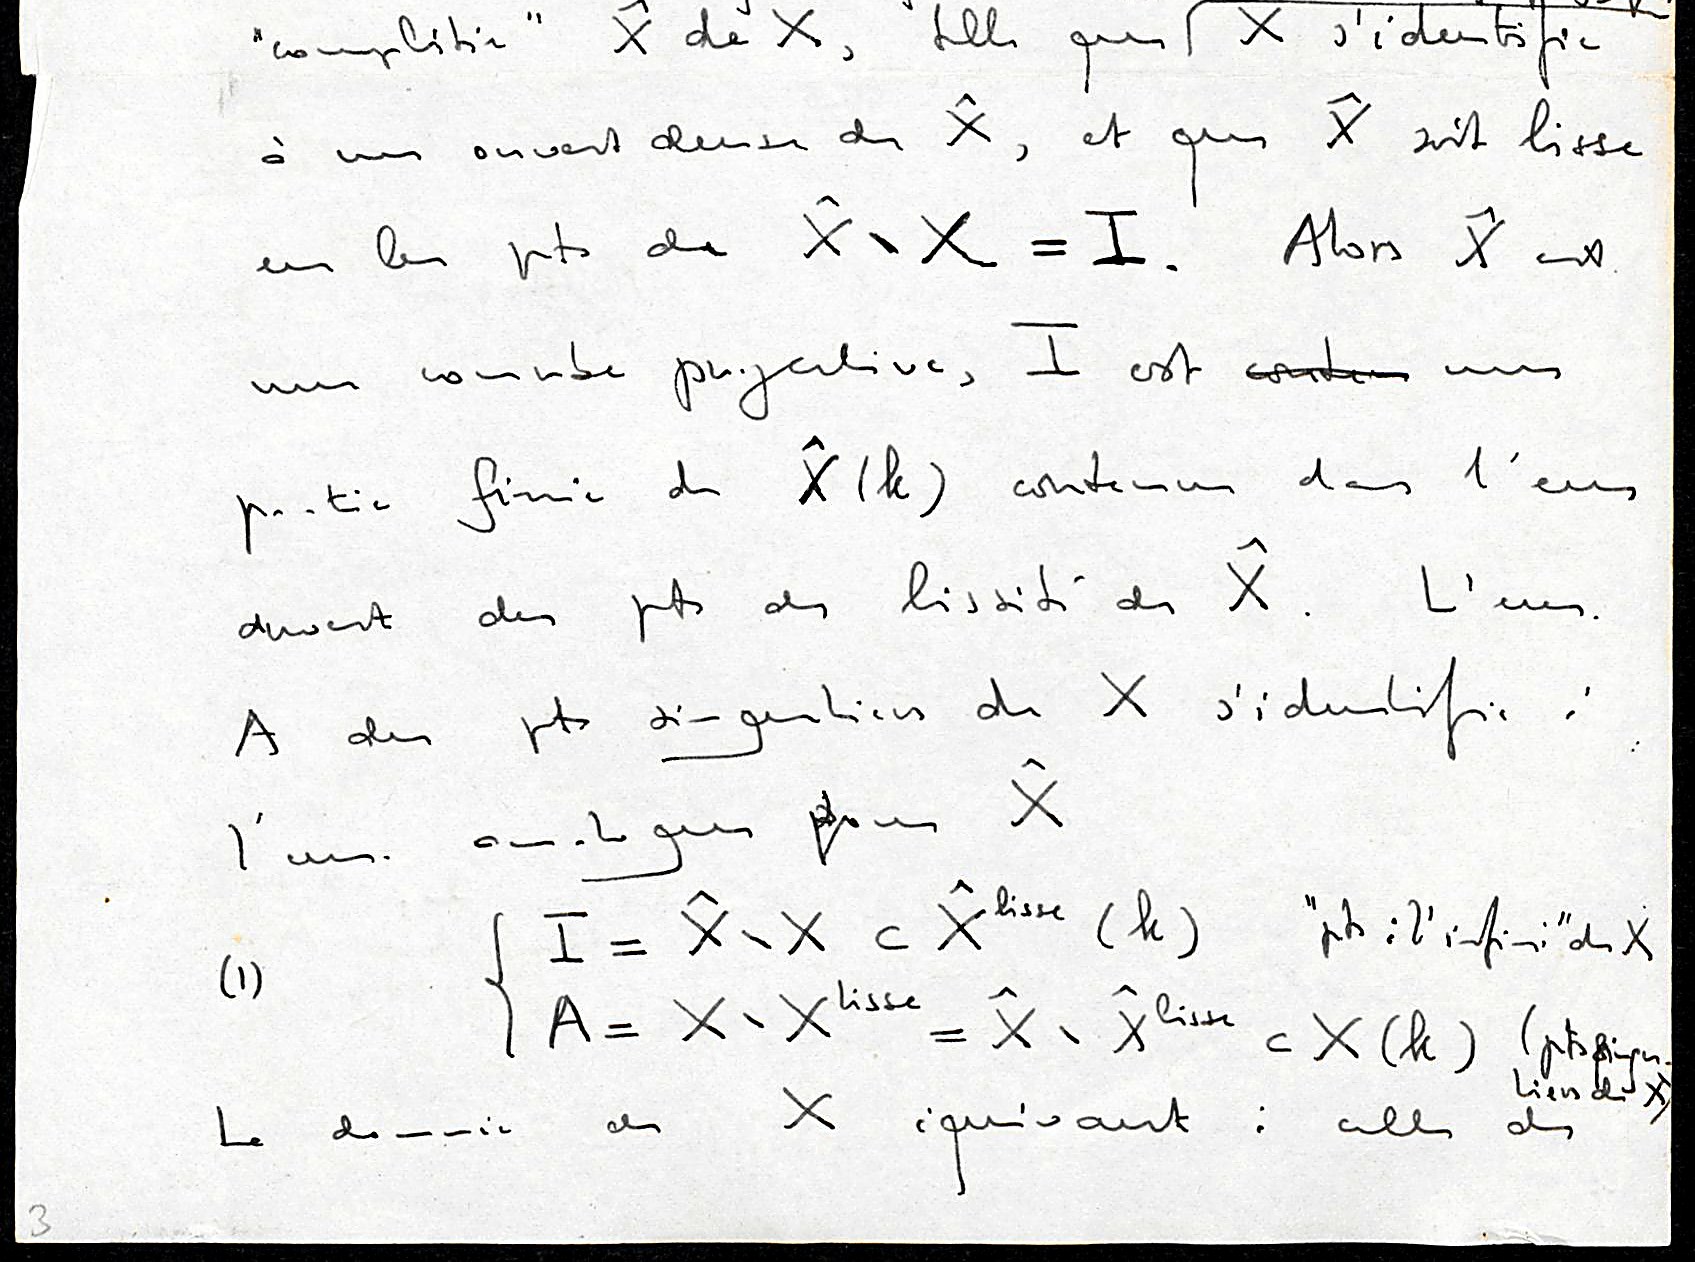 "complétée" X̂ de X, telle que X s'identifie
à un ouvert dense de X̂, et que X̂ soit lisse
en les pts de X̂ \ X = I. Alors X̂ est
une courbe projective, I est une
partie finie de X̂(k) contenue dans l'ens
ouvert des pts de lissité de X̂. L'ens.
A des pts singuliers de X s'identifie à
l'ens. analogue pour X̂
(1) { I = X̂ \ X ⊂ X̂^lisse (k) "pts à l'infini" de X
A = X \ X^lisse = X̂ \ X̂^lisse ⊂ X(k) (pts singu-
liers de X)
La donnée de X équivaut à celle de
3